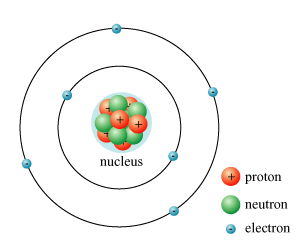 nucleus
+ proton
neutron
- electron